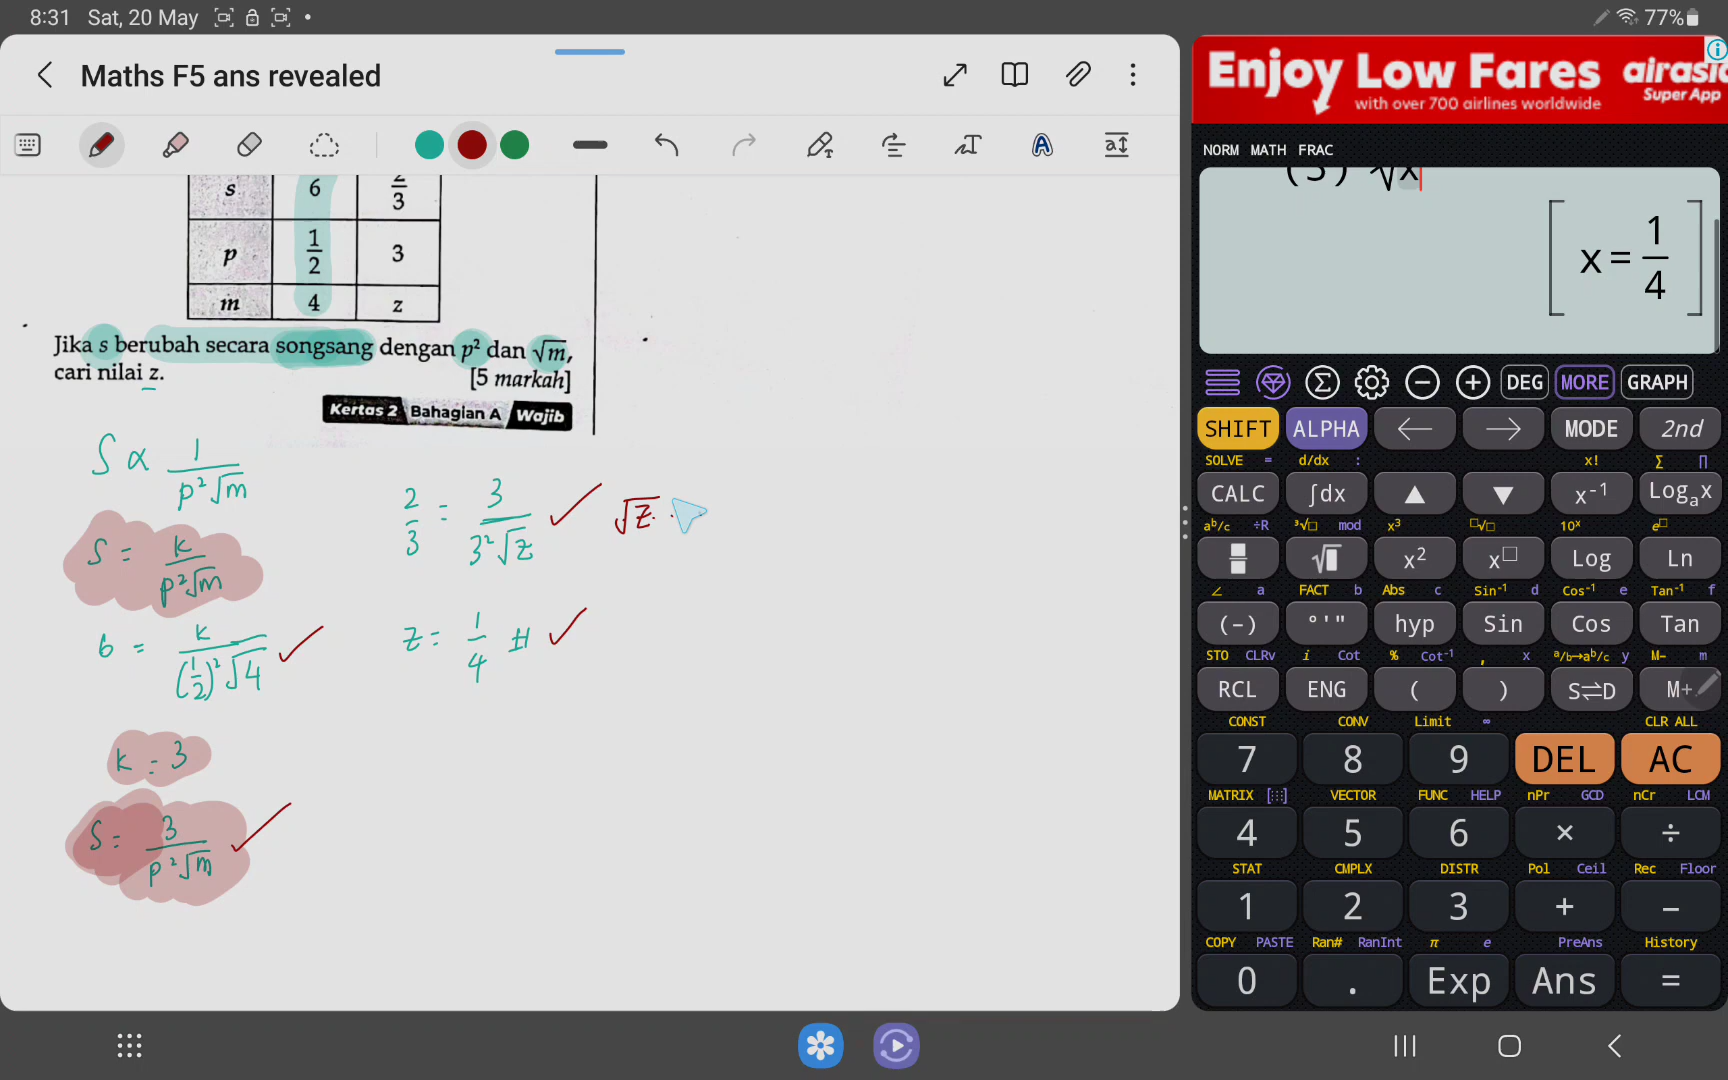 8:31 Sat, 20 May 77%
Maths F5 ans revealed
s 6 2/3
p 1/2 3
m 4 z
Jika s berubah secara songsang dengan p² dan √m,
cari nilai z. [5 markah]
Kertas 2 Bahagian A Wajib
S ∝ 1/(p²√m)
S = k/(p²√m)
6 = k/((1/2)²√4)
k = 3
S = 3/(p²√m)
2/3 = 3/(3²√z) ✓ √z
z = 1/4 # ✓
Enjoy Low Fares airasia
with over 700 airlines worldwide Super App
NORM MATH FRAC
√x
[x = 1/4]
DEG MORE GRAPH
SHIFT ALPHA ← → MODE 2nd
SOLVE = d/dx : x! Σ ∏
CALC ∫dx ▲ ▼ x⁻¹ Logₐx
aᵇ/c ÷R ³√□ mod x³ □√□ 10ˣ e□
√ x² x□ Log Ln
∠ a FACT b Abs c Sin⁻¹ d Cos⁻¹ e Tan⁻¹ f
(−) °'" hyp Sin Cos Tan
STO CLRv i Cot % Cot⁻¹ , x a/b→aᵇ/c y M− m
RCL ENG ( ) S⇌D M+
CONST CONV Limit ∞ CLR ALL
7 8 9 DEL AC
MATRIX [:::] VECTOR FUNC HELP nPr GCD nCr LCM
4 5 6 × ÷
STAT CMPLX DISTR Pol Ceil Rec Floor
1 2 3 + −
COPY PASTE Ran# RanInt π e PreAns History
0 . Exp Ans =